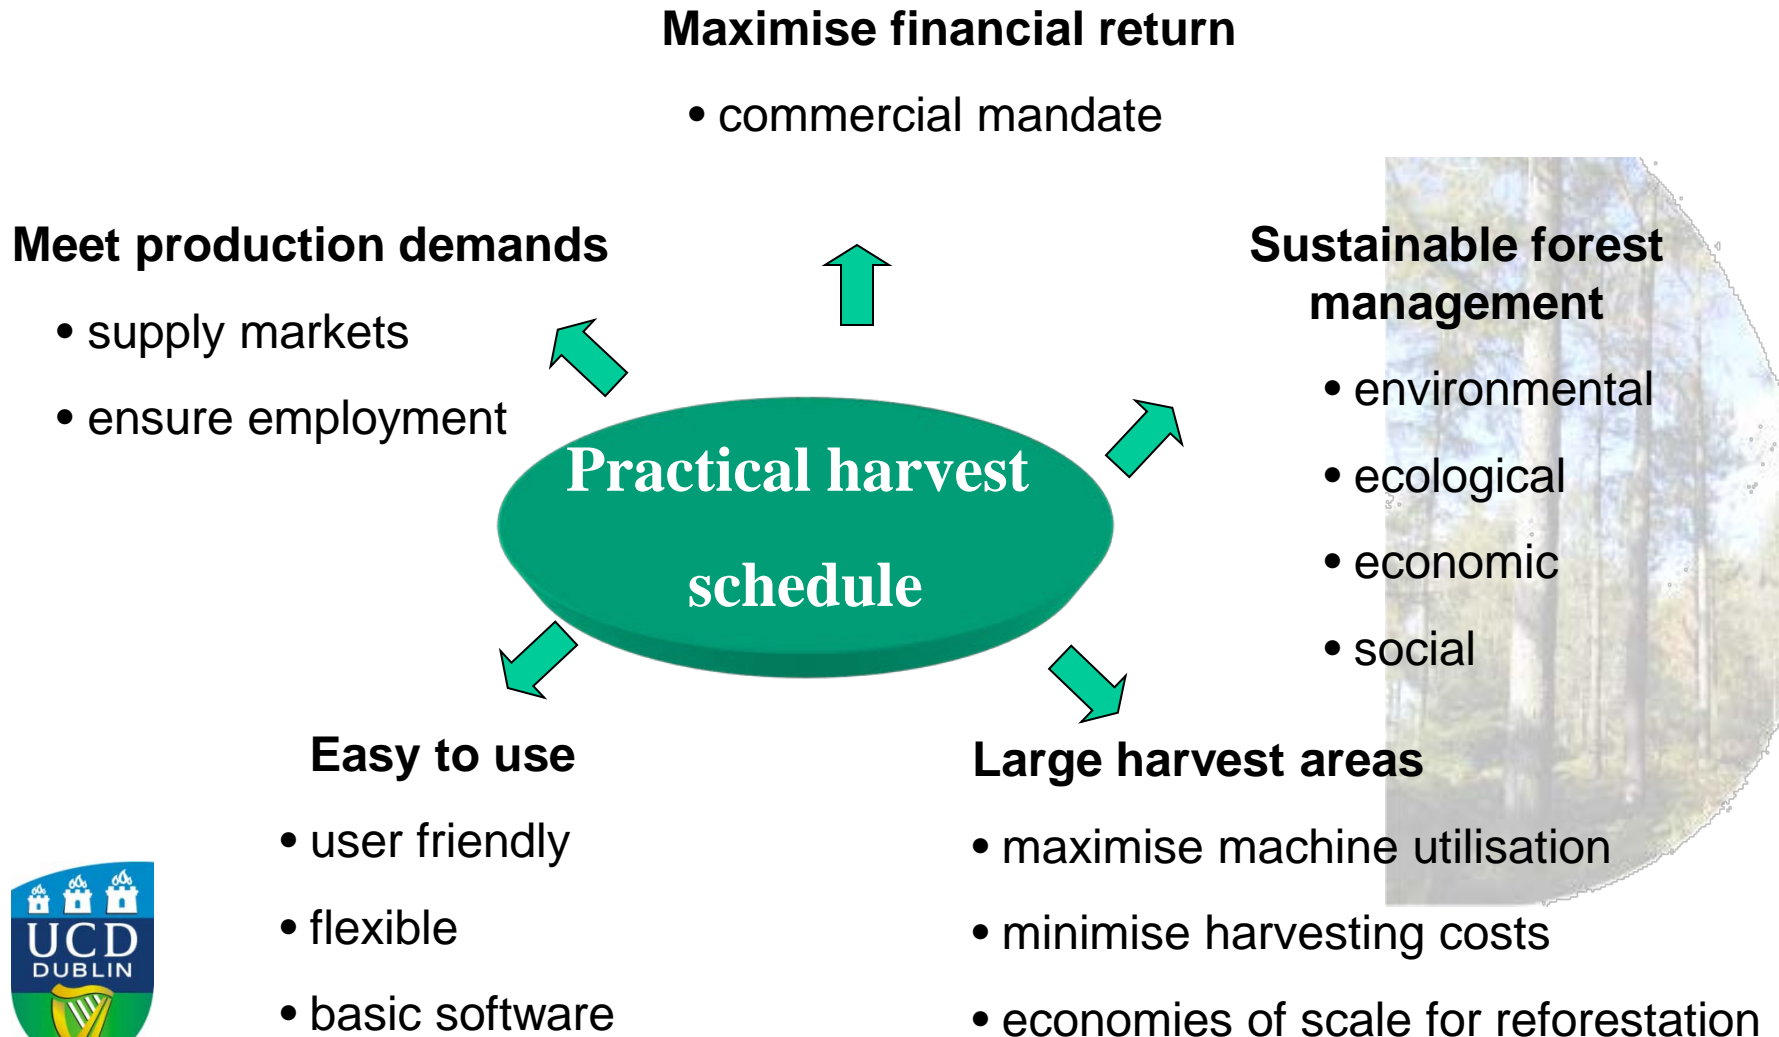 Maximise financial return
• commercial mandate
Meet production demands
• supply markets
• ensure employment
Sustainable forest
management
• environmental
• ecological
• economic
• social
Practical harvest
schedule
Easy to use
• user friendly
• flexible
• basic software
Large harvest areas
• maximise machine utilisation
• minimise harvesting costs
• economies of scale for reforestation
UCD
DUBLIN